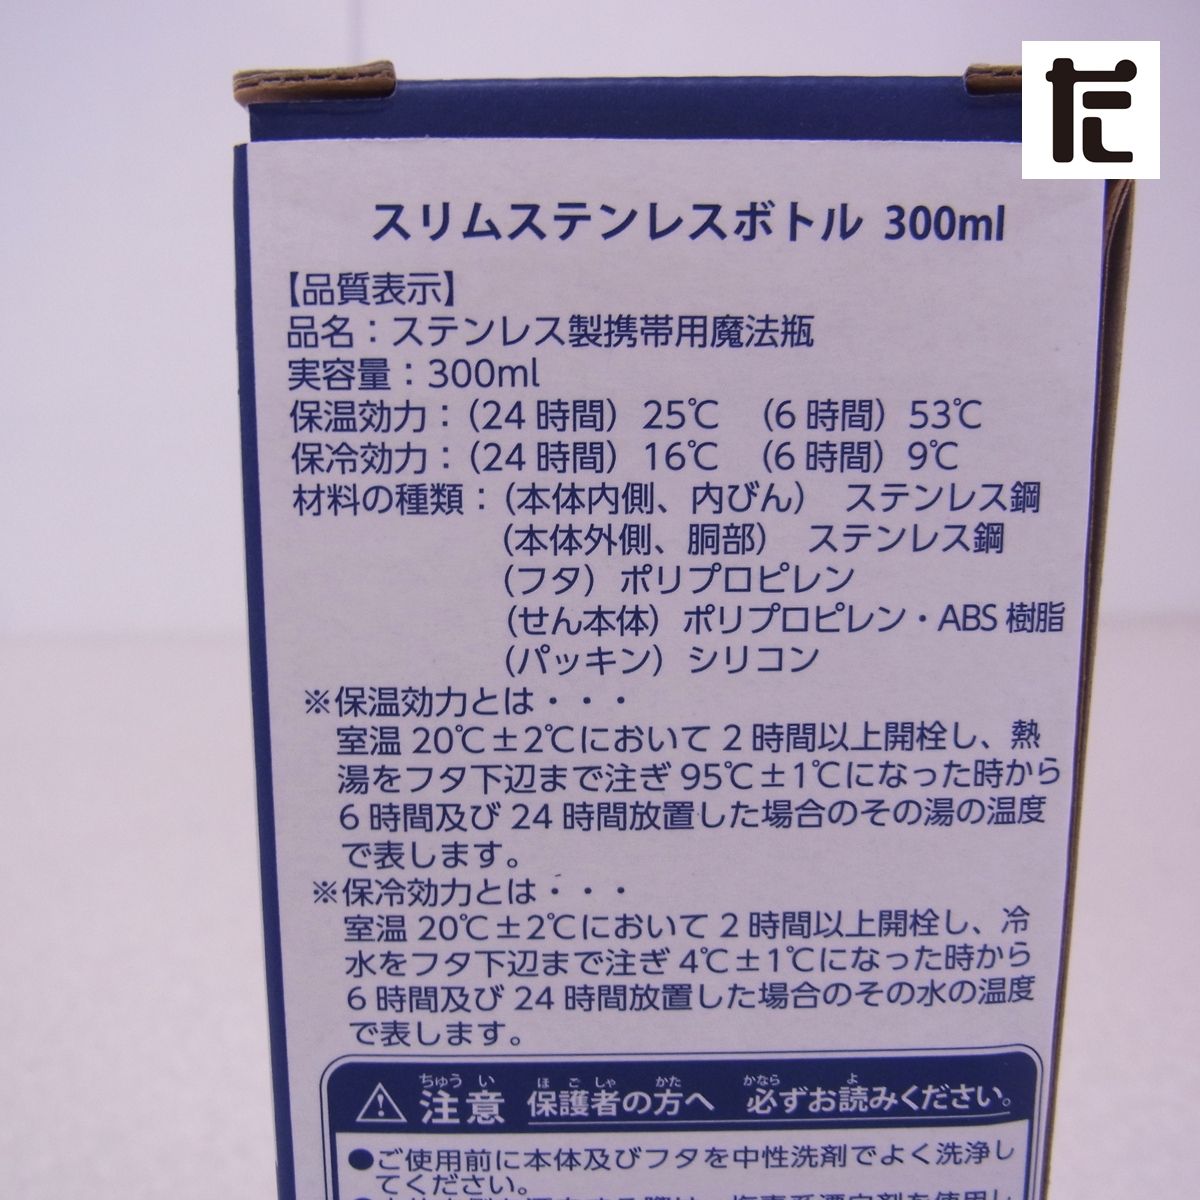 スリムステンレスボトル 300ml
【品質表示】
品名：ステンレス製携帯用魔法瓶
実容量：300ml
保温効力：（24 時間）25℃　（6 時間）53℃
保冷効力：（24 時間）16℃　（6 時間）9℃
材料の種類：（本体内側、内びん）　ステンレス鋼
（本体外側、胴部）　ステンレス鋼
（フタ）ポリプロピレン
（せん本体）ポリプロピレン・ABS 樹脂
（パッキン）シリコン
※保温効力とは・・・
室温 20℃±2℃において 2 時間以上開栓し、熱
湯をフタ下辺まで注ぎ 95℃±1℃になった時から
6 時間及び 24 時間放置した場合のその湯の温度
で表します。
※保冷効力とは・・・
室温 20℃±2℃において 2 時間以上開栓し、冷
水をフタ下辺まで注ぎ 4℃±1℃になった時から
6 時間及び 24 時間放置した場合のその水の温度
で表します。
ちゅう い ほ ご しゃ かた かなら よ
注意 保護者の方へ 必ずお読みください。
●ご使用前に本体及びフタを中性洗剤でよく洗浄し
てください。